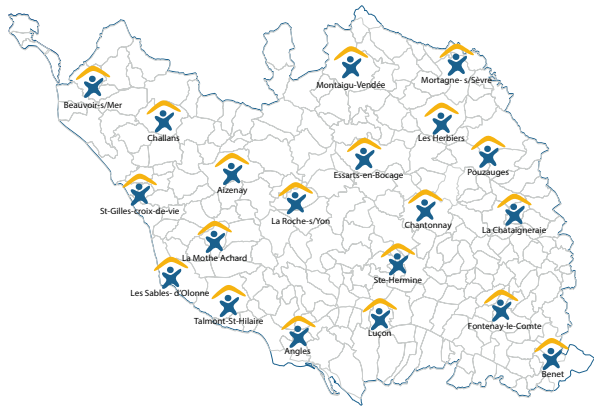 Montaigu-Vendée
Mortagne- s/Sèvre
Beauvoir-s/Mer
Challans
Les Herbiers
Essarts-en-Bocage
Pouzauges
Aizenay
St-Gilles-croix-de-vie
La Roche-s/Yon
Chantonnay
La Chataigneraie
La Mothe Achard
Ste-Hermine
Les Sables- d'Olonne
Talmont-St-Hilaire
Luçon
Fontenay-le-Comte
Angles
Benet